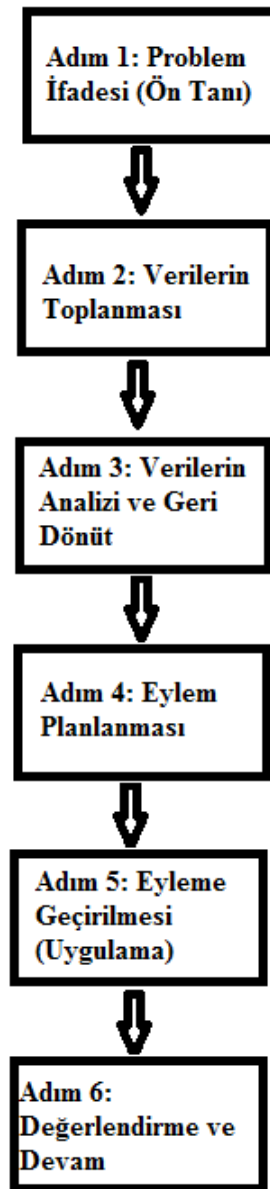 Adım 1: Problem
İfadesi (Ön Tanı)
Adım 2: Verilerin
Toplanması
Adım 3: Verilerin
Analizi ve Geri
Dönüt
Adım 4: Eylem
Planlanması
Adım 5: Eyleme
Geçirilmesi
(Uygulama)
Adım 6:
Değerlendirme ve
Devam